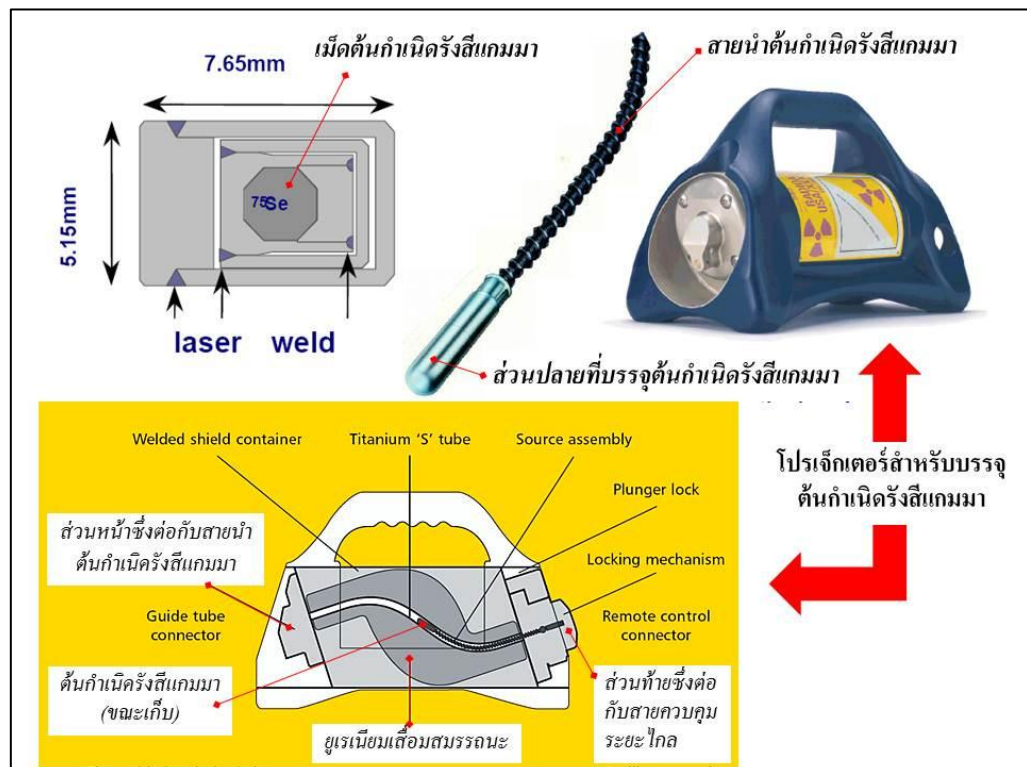 เม็ดต้นกำเนิดรังสีแกมมา
7.65mm
5.15mm
⁷⁵Se
laser weld
สายนำต้นกำเนิดรังสีแกมมา
ส่วนปลายที่บรรจุต้นกำเนิดรังสีแกมมา
โปรเจ็กเตอร์สำหรับบรรจุ
ต้นกำเนิดรังสีแกมมา
Welded shield container
Titanium 'S' tube
Source assembly
Plunger lock
Locking mechanism
Remote control
connector
ส่วนหน้าซึ่งต่อกับสายนำ
ต้นกำเนิดรังสีแกมมา
Guide tube
connector
ต้นกำเนิดรังสีแกมมา
(ขณะเก็บ)
ยูเรเนียมเสื่อมสมรรถนะ
ส่วนท้ายซึ่งต่อ
กับสายควบคุม
ระยะไกล